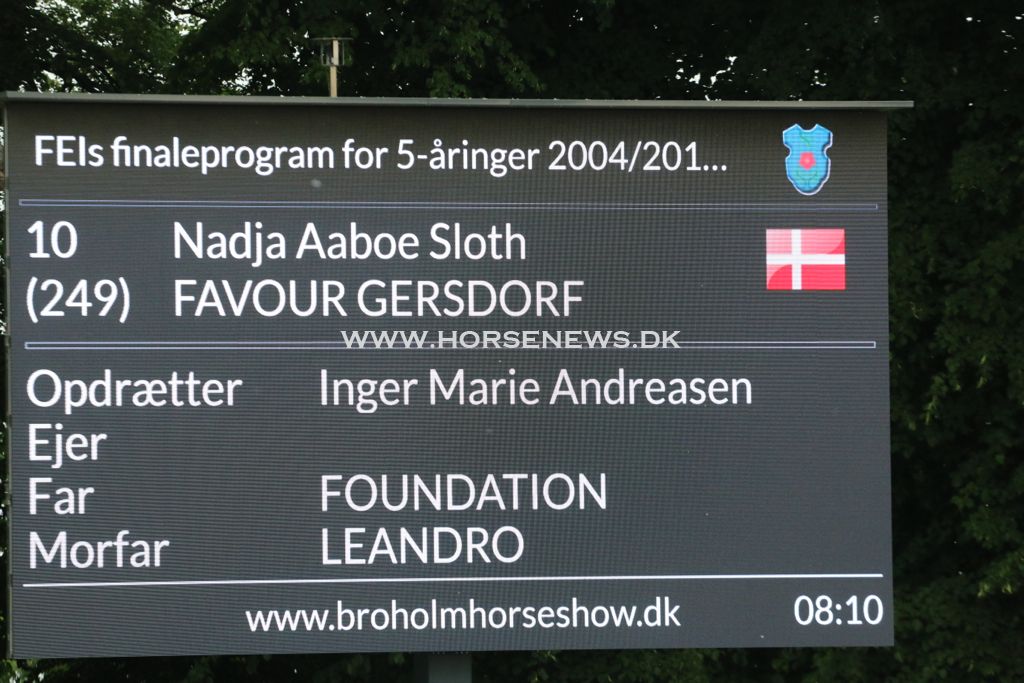 FEIs finaleprogram for 5-åringer 2004/201...
10 Nadja Aaboe Sloth
(249) FAVOUR GERSDORF
WWW.HORSENEWS.DK
Opdrætter Inger Marie Andreasen
Ejer
Far FOUNDATION
Morfar LEANDRO
www.broholmhorseshow.dk 08:10